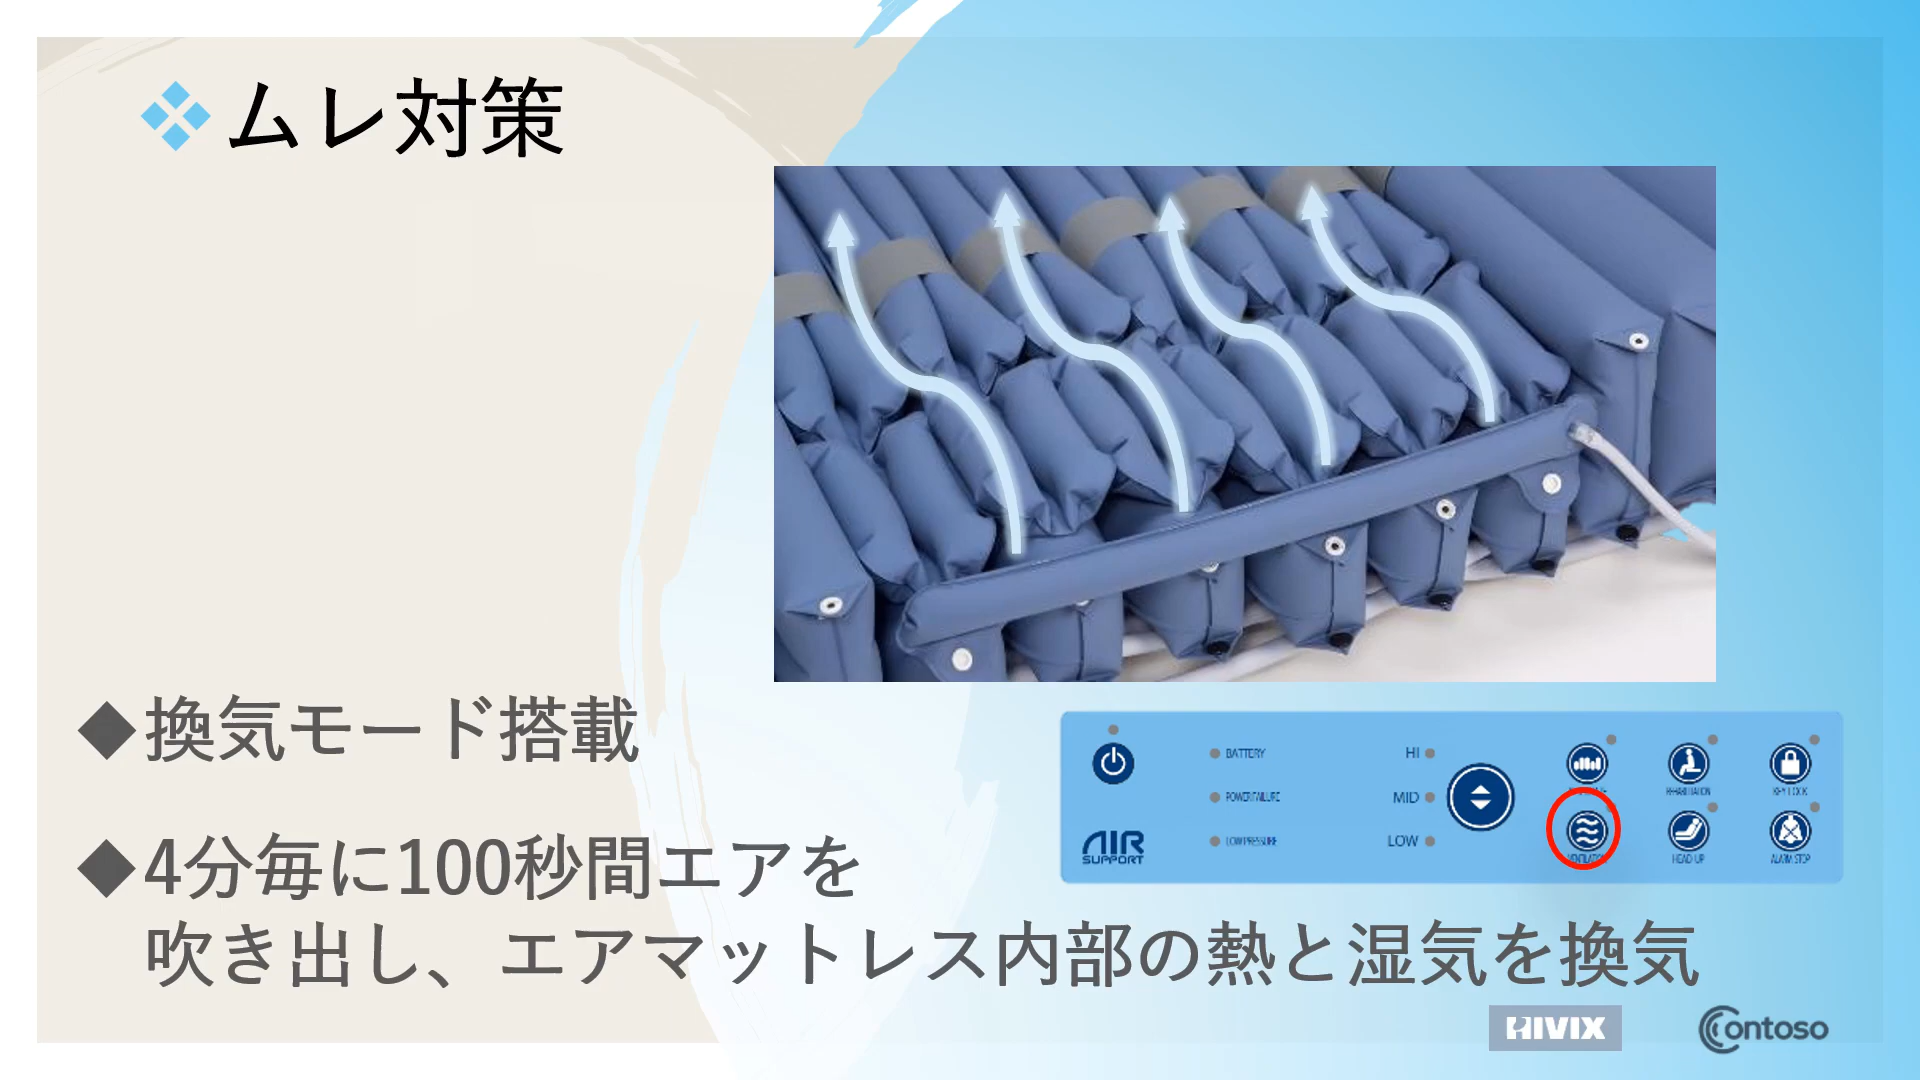 ❖ムレ対策
◆換気モード搭載
◆4分毎に100秒間エアを
吹き出し、エアマットレス内部の熱と湿気を換気
BATTERY
POWER FAILURE
LOW PRESSURE
AIR
SUPPORT
HI
MID
LOW
REHABILITATION
KEY LOCK
VENTILATION
HEAD UP
ALARM STOP
HIVIX
Contoso